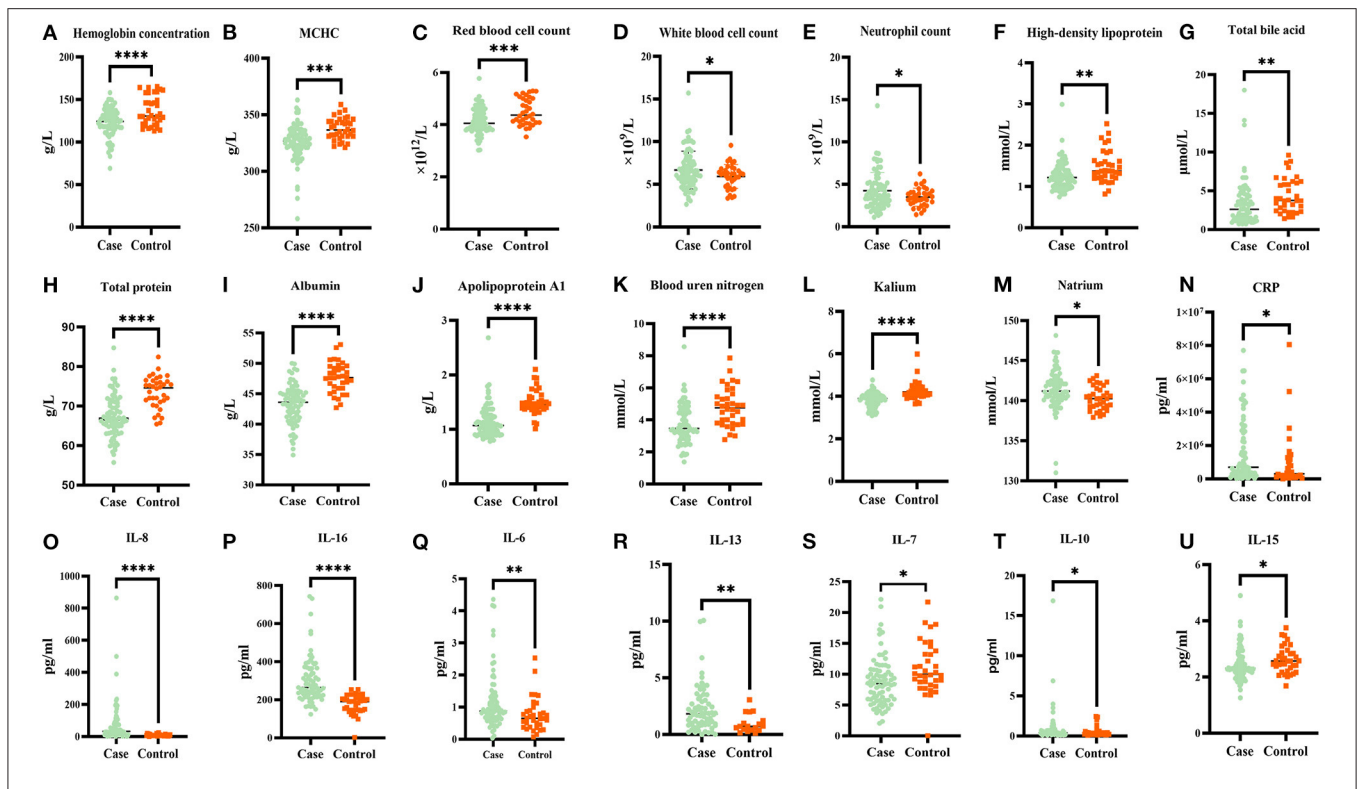 A Hemoglobin concentration
****
g/L
200
150
100
50
0
Case Control
B MCHC
***
g/L
400
350
300
250
Case Control
C Red blood cell count
***
×10¹²/L
6
4
2
0
Case Control
D White blood cell count
*
×10⁹/L
20
15
10
5
0
Case Control
E Neutrophil count
*
×10⁹/L
20
15
10
5
0
Case Control
F High-density lipoprotein
**
mmol/L
4
3
2
1
0
Case Control
G Total bile acid
**
μmol/L
20
15
10
5
0
Case Control
H Total protein
****
g/L
90
80
70
60
50
Case Control
I Albumin
****
g/L
55
50
45
40
35
30
Case Control
J Apolipoprotein A1
****
g/L
3
2
1
0
Case Control
K Blood uren nitrogen
****
mmol/L
10
8
6
4
2
0
Case Control
L Kalium
****
mmol/L
8
6
4
2
0
Case Control
M Natrium
*
mmol/L
150
145
140
135
130
Case Control
N CRP
*
pg/ml
1×10⁷
8×10⁶
6×10⁶
4×10⁶
2×10⁶
0
Case Control
O IL-8
****
pg/ml
1000
800
600
400
200
0
Case Control
P IL-16
****
pg/ml
800
600
400
200
0
Case Control
Q IL-6
**
pg/ml
5
4
3
2
1
0
Case Control
R IL-13
**
pg/ml
15
10
5
0
Case Control
S IL-7
*
pg/ml
25
20
15
10
5
0
Case Control
T IL-10
*
pg/ml
20
15
10
5
0
Case Control
U IL-15
*
pg/ml
6
4
2
0
Case Control